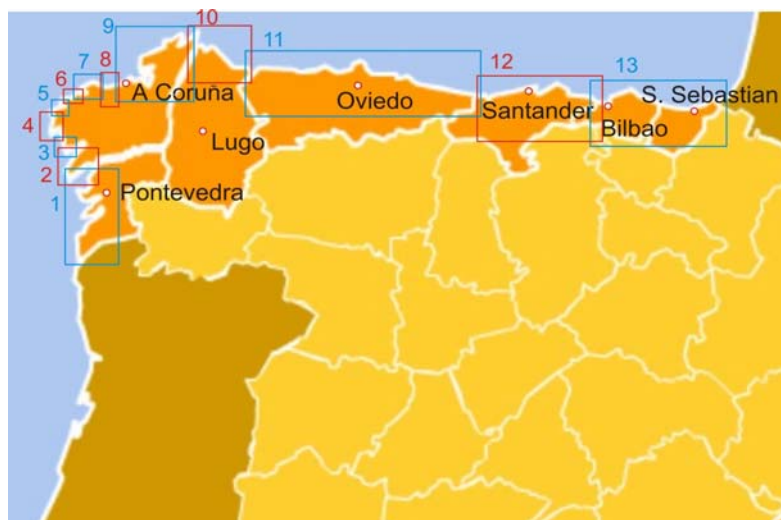 9
10
11
7
8
6
12
13
5
A Coruña
Oviedo
Santander
S. Sebastian
4
Bilbao
3
Lugo
2
1
Pontevedra